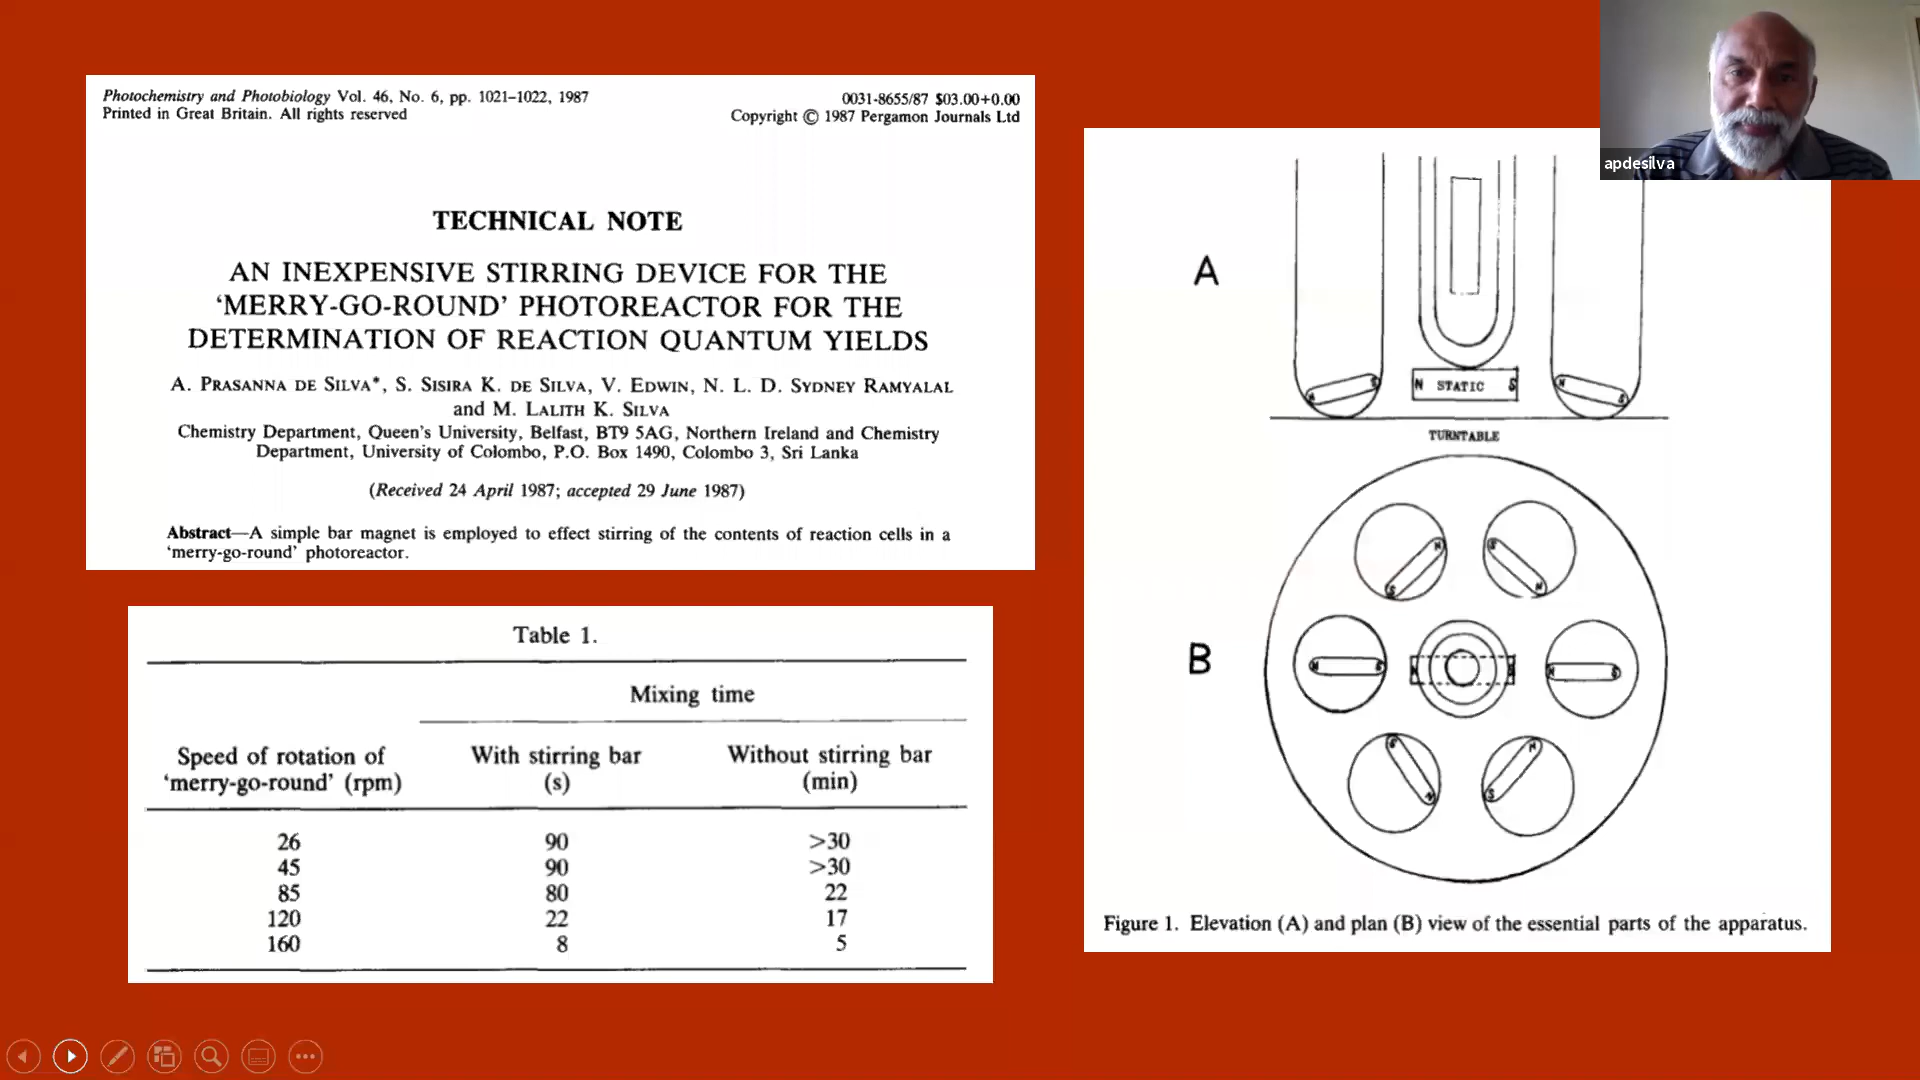 Photochemistry and Photobiology Vol. 46, No. 6, pp. 1021–1022, 1987
Printed in Great Britain. All rights reserved
0031-8655/87 $03.00+0.00
Copyright © 1987 Pergamon Journals Ltd
TECHNICAL NOTE
AN INEXPENSIVE STIRRING DEVICE FOR THE
‘MERRY-GO-ROUND’ PHOTOREACTOR FOR THE
DETERMINATION OF REACTION QUANTUM YIELDS
A. PRASANNA DE SILVA*, S. SISIRA K. DE SILVA, V. EDWIN, N. L. D. SYDNEY RAMYALAL
and M. LALITH K. SILVA
Chemistry Department, Queen's University, Belfast, BT9 5AG, Northern Ireland and Chemistry
Department, University of Colombo, P.O. Box 1490, Colombo 3, Sri Lanka
(Received 24 April 1987; accepted 29 June 1987)
Abstract—A simple bar magnet is employed to effect stirring of the contents of reaction cells in a
‘merry-go-round’ photoreactor.
Table 1.
Mixing time
Speed of rotation of
‘merry-go-round’ (rpm)
With stirring bar
(s)
Without stirring bar
(min)
26 90 >30
45 90 >30
85 80 22
120 22 17
160 8 5
apdesilva
A
N S
N STATIC S
N S
TURNTABLE
N S
S N
B
N S
N S
N S
S N
N S
Figure 1. Elevation (A) and plan (B) view of the essential parts of the apparatus.